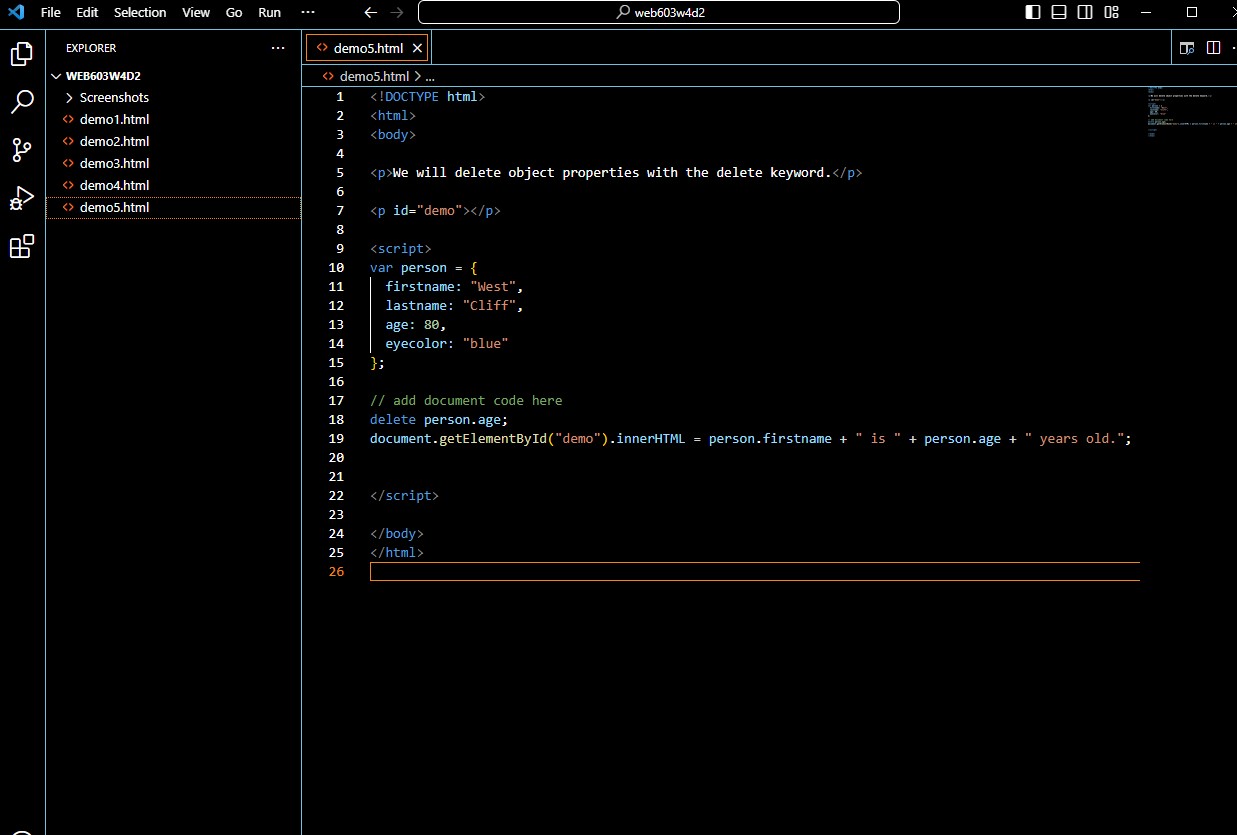 File Edit Selection View Go Run ···
web603w4d2
EXPLORER ···
WEB603W4D2
Screenshots
demo1.html
demo2.html
demo3.html
demo4.html
demo5.html
demo5.html
demo5.html > ...
1 <!DOCTYPE html>
2 <html>
3 <body>
4
5 <p>We will delete object properties with the delete keyword.</p>
6
7 <p id="demo"></p>
8
9 <script>
10 var person = {
11   firstname: "West",
12   lastname: "Cliff",
13   age: 80,
14   eyecolor: "blue"
15 };
16
17 // add document code here
18 delete person.age;
19 document.getElementById("demo").innerHTML = person.firstname + " is " + person.age + " years old.";
20
21
22 </script>
23
24 </body>
25 </html>
26